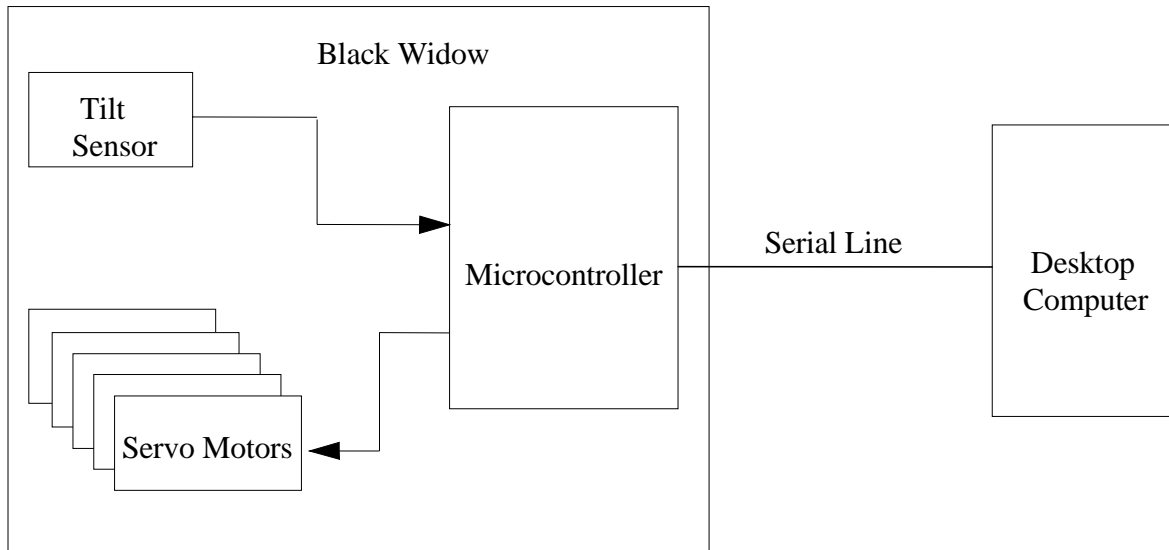 Black Widow
Tilt
Sensor
Microcontroller
Serial Line
Desktop
Computer
Servo Motors